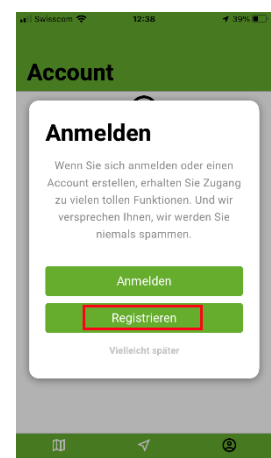 Swisscom 12:38 39%
Account
Anmelden
Wenn Sie sich anmelden oder einen
Account erstellen, erhalten Sie Zugang
zu vielen tollen Funktionen. Und wir
versprechen Ihnen, wir werden Sie
niemals spammen.
Anmelden
Registrieren
Vielleicht später